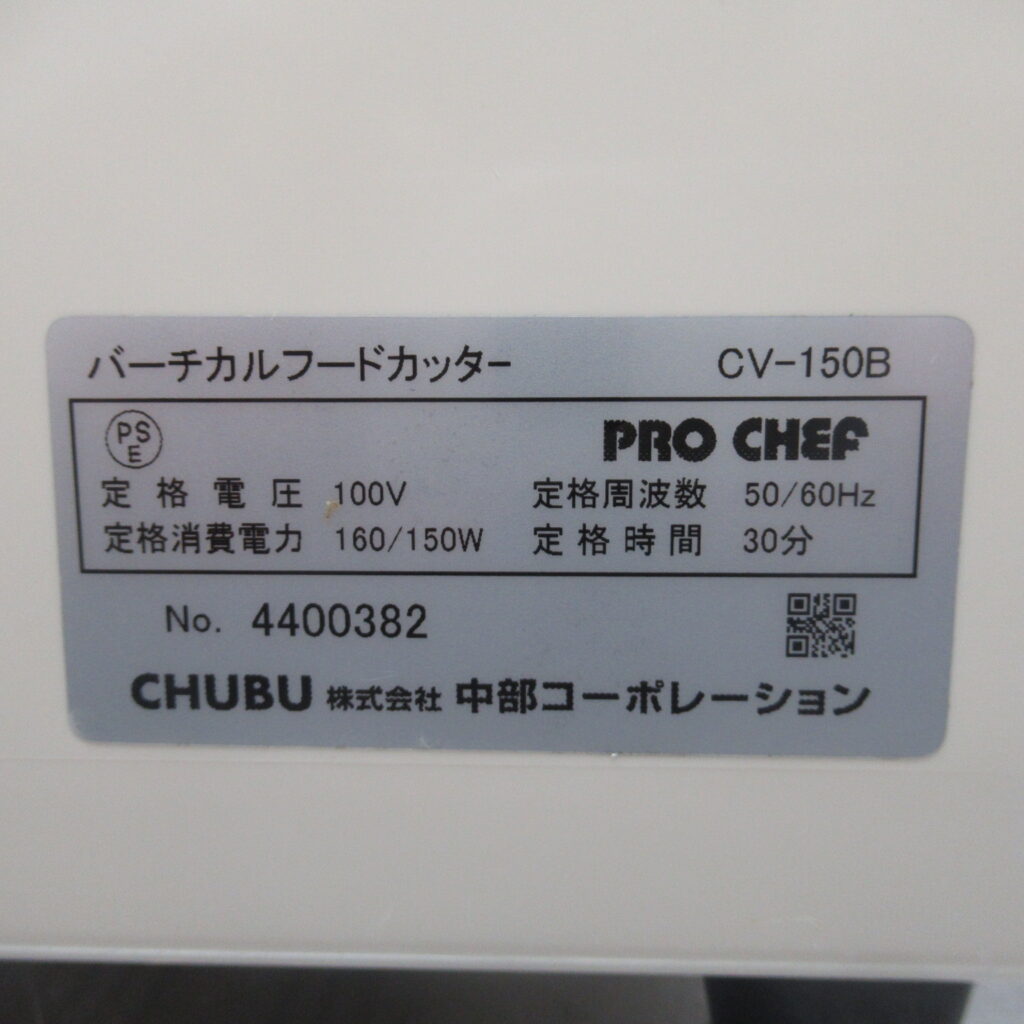 バーチカルフードカッター CV-150B
PS E PRO CHEF
定格電圧 100V 定格周波数 50/60Hz
定格消費電力 160/150W 定格時間 30分
No. 4400382
CHUBU 株式会社 中部コーポレーション